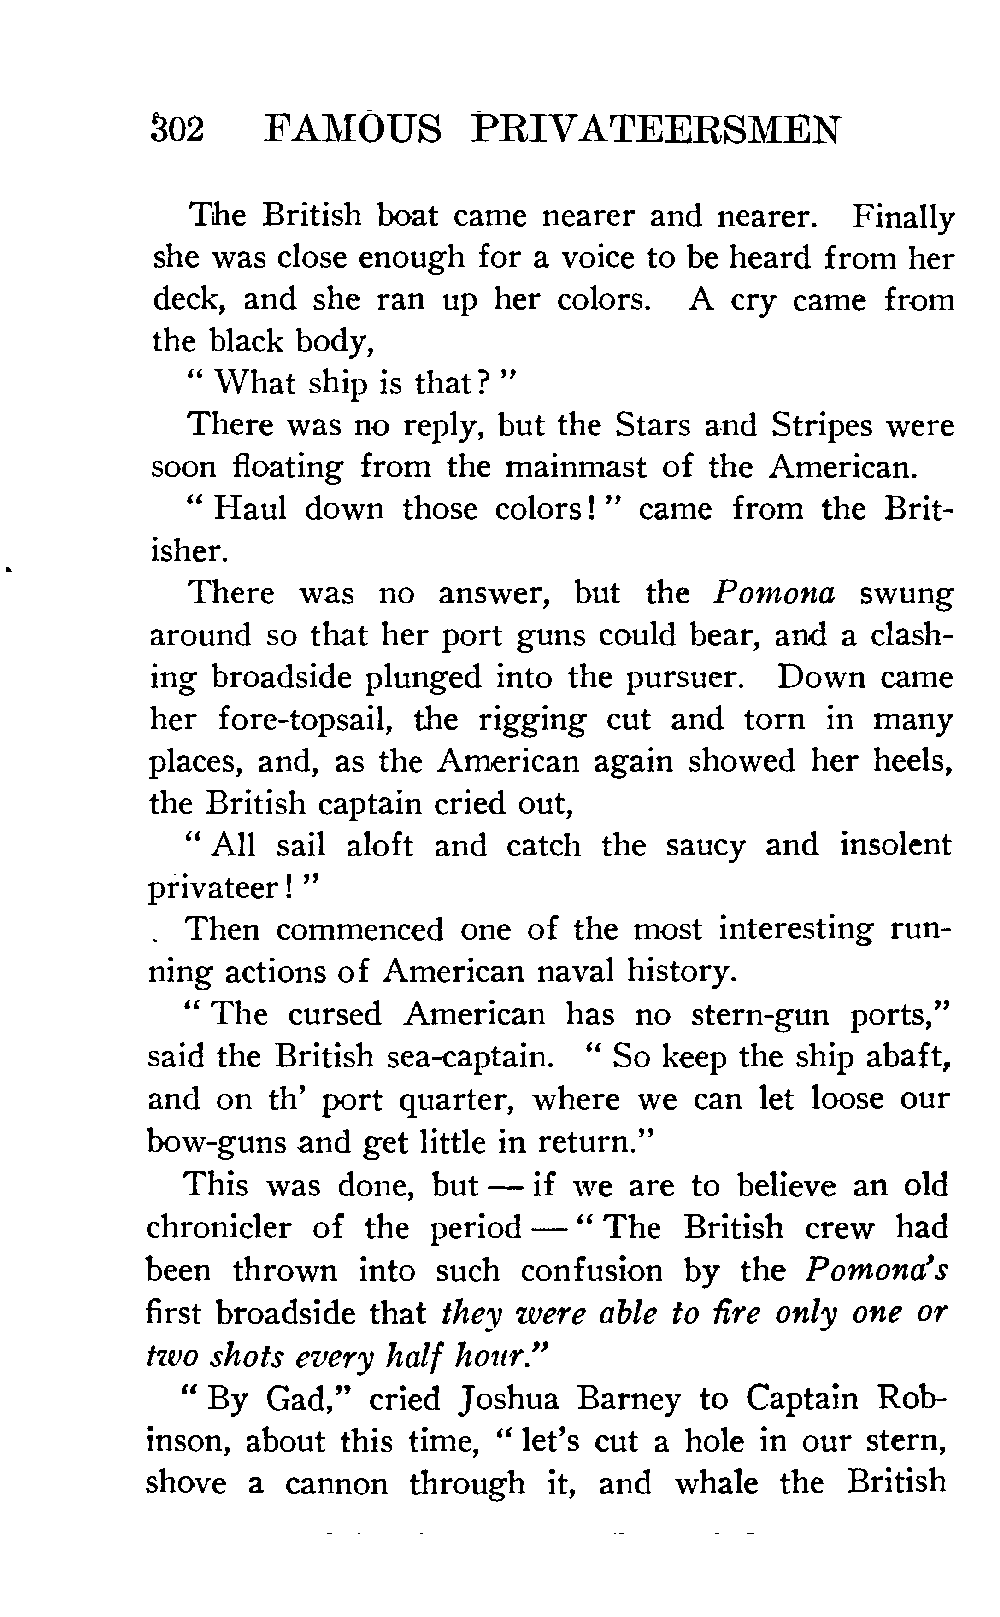 302 FAMOUS PRIVATEERSMEN
The British boat came nearer and nearer. Finally
she was close enough for a voice to be heard from her
deck, and she ran up her colors. A cry came from
the black body,
“ What ship is that? ”
There was no reply, but the Stars and Stripes were
soon floating from the mainmast of the American.
“ Haul down those colors! ” came from the Brit-
isher.
There was no answer, but the Pomona swung
around so that her port guns could bear, and a clash-
ing broadside plunged into the pursuer. Down came
her fore-topsail, the rigging cut and torn in many
places, and, as the American again showed her heels,
the British captain cried out,
“ All sail aloft and catch the saucy and insolent
privateer! ”
Then commenced one of the most interesting run-
ning actions of American naval history.
“ The cursed American has no stern-gun ports,”
said the British sea-captain. “ So keep the ship abaft,
and on th’ port quarter, where we can let loose our
bow-guns and get little in return.”
This was done, but — if we are to believe an old
chronicler of the period — “ The British crew had
been thrown into such confusion by the Pomona’s
first broadside that they were able to fire only one or
two shots every half hour.”
“ By Gad,” cried Joshua Barney to Captain Rob-
inson, about this time, “ let’s cut a hole in our stern,
shove a cannon through it, and whale the British